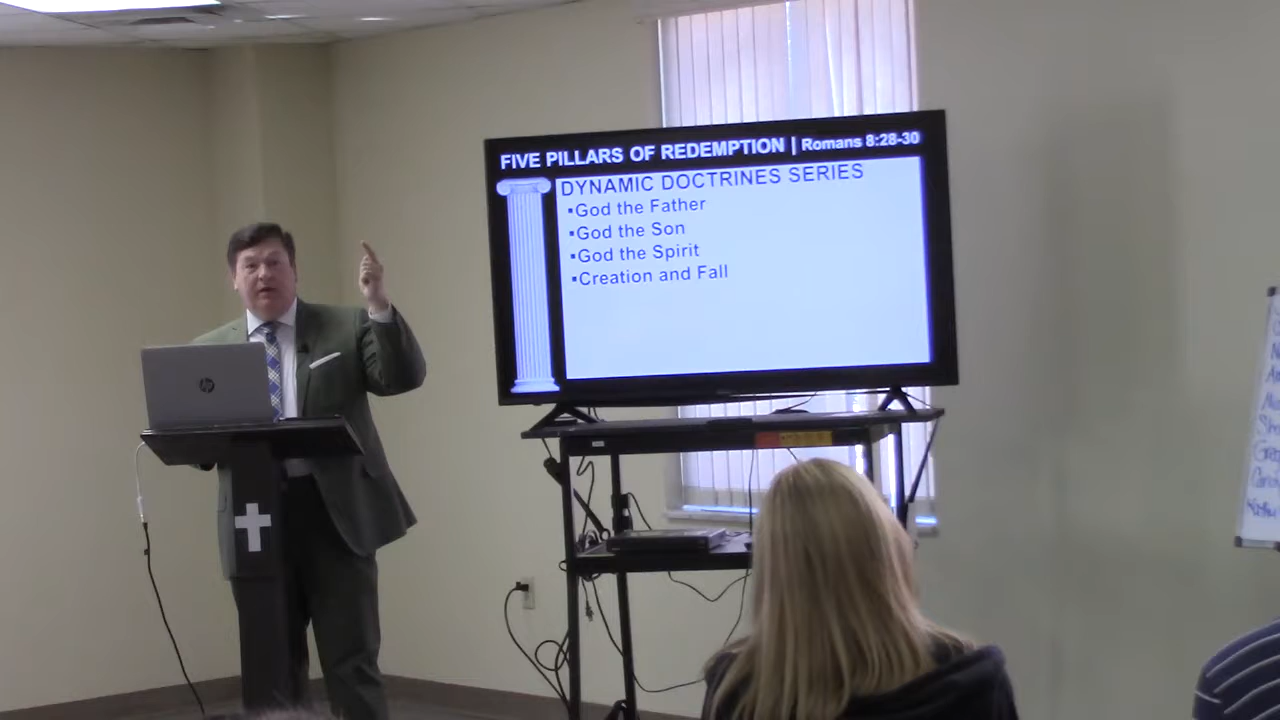 FIVE PILLARS OF REDEMPTION | Romans 8:28-30
DYNAMIC DOCTRINES SERIES
▪God the Father
▪God the Son
▪God the Spirit
▪Creation and Fall
hp